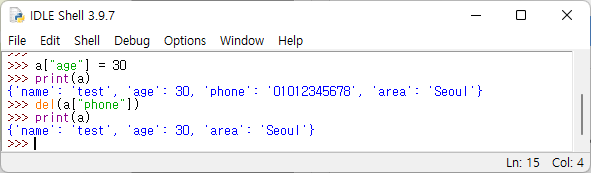 IDLE Shell 3.9.7
File Edit Shell Debug Options Window Help
>>>
>>> a["age"] = 30
>>> print(a)
{'name': 'test', 'age': 30, 'phone': '01012345678', 'area': 'Seoul'}
>>> del(a["phone"])
>>> print(a)
{'name': 'test', 'age': 30, 'area': 'Seoul'}
>>>
Ln: 15 Col: 4